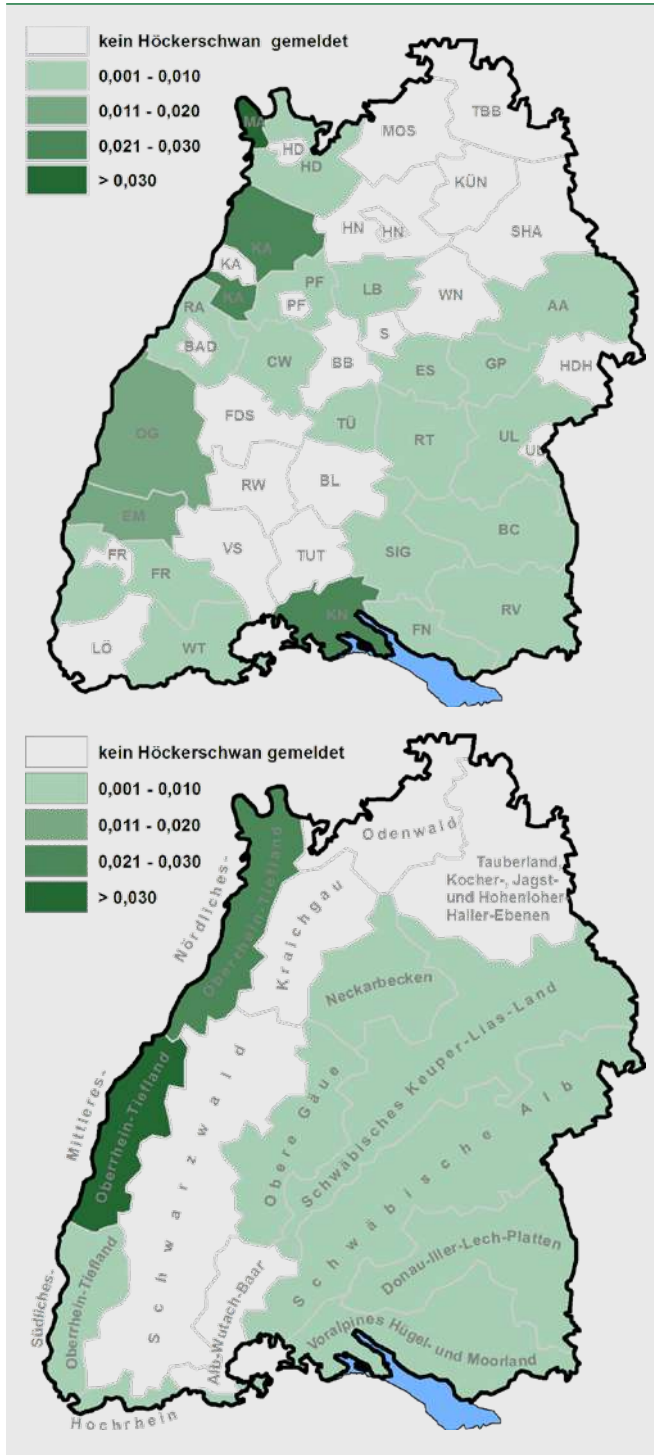 kein Höckerschwan gemeldet
0,001 - 0,010
0,011 - 0,020
0,021 - 0,030
> 0,030
MA
HD
HD
MOS
TBB
KÜN
HN
HN
SHA
KA
KA
KA
PF
PF
LB
WN
AA
RA
BAD
CW
BB
S
ES
GP
HDH
OG
FDS
TÜ
RT
UL
UL
RW
BL
EM
VS
TUT
SIG
BC
FR
FR
LÖ
WT
KN
FN
RV
kein Höckerschwan gemeldet
0,001 - 0,010
0,011 - 0,020
0,021 - 0,030
> 0,030
Odenwald
Tauberland,
Kocher-, Jagst-
und Hohenloher-
Haller-Ebenen
Nördliches-
Oberrhein-Tiefland
Kraichgau
Neckarbecken
Schwäbisches Keuper-Lias-Land
Mittleres-
Oberrhein-Tiefland
Schwarzwald
Obere Gäue
Schwäbische Alb
Donau-Iller-Lech-Platten
Südliches-
Oberrhein-Tiefland
Alb-Wutach-Baar
Voralpines Hügel- und Moorland
Hochrhein